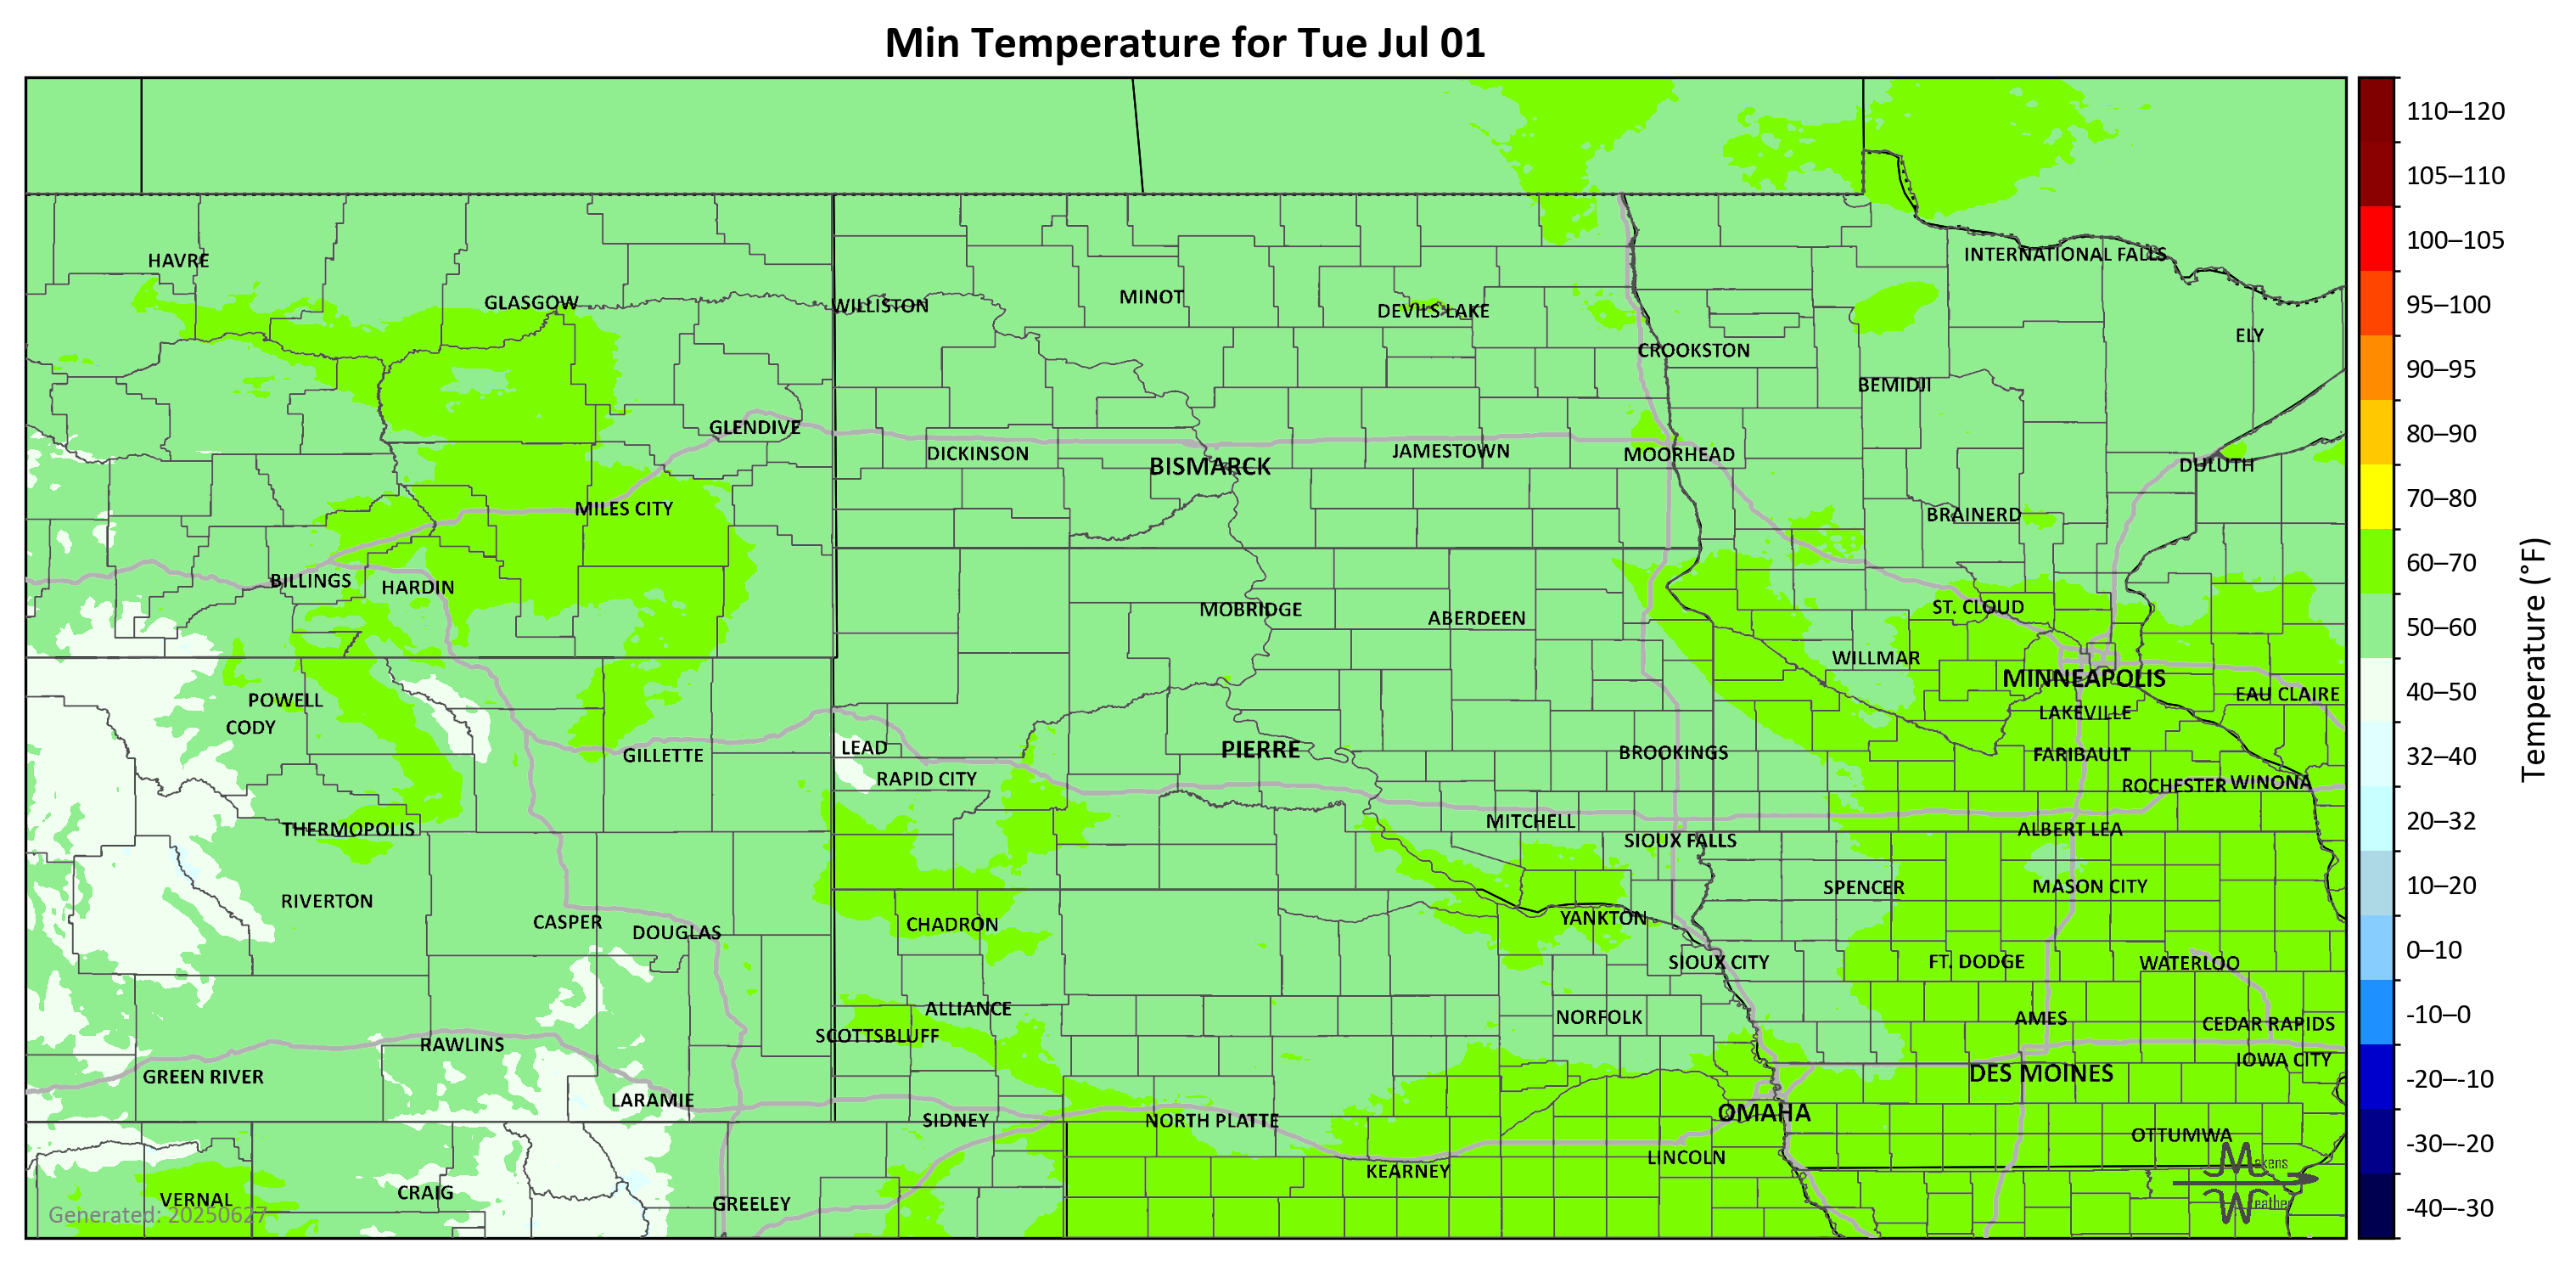 Min Temperature for Tue Jul 01
HAVRE
GLASGOW
WILLISTON
MINOT
DEVILS LAKE
INTERNATIONAL FALLS
ELY
CROOKSTON
BEMIDJI
GLENDIVE
DICKINSON
BISMARCK
JAMESTOWN
MOORHEAD
DULUTH
MILES CITY
BRAINERD
BILLINGS
HARDIN
MOBRIDGE
ABERDEEN
ST. CLOUD
WILLMAR
MINNEAPOLIS
EAU CLAIRE
POWELL
CODY
LAKEVILLE
GILLETTE
LEAD
RAPID CITY
PIERRE
BROOKINGS
FARIBAULT
ROCHESTER
WINONA
THERMOPOLIS
MITCHELL
SIOUX FALLS
ALBERT LEA
RIVERTON
CASPER
DOUGLAS
CHADRON
YANKTON
SPENCER
MASON CITY
SIOUX CITY
FT. DODGE
WATERLOO
ALLIANCE
SCOTTSBLUFF
NORFOLK
AMES
CEDAR RAPIDS
RAWLINS
GREEN RIVER
IOWA CITY
DES MOINES
LARAMIE
SIDNEY
NORTH PLATTE
OMAHA
OTTUMWA
KEARNEY
LINCOLN
VERNAL
CRAIG
GREELEY
Generated: 20250627
Makens
Weather
110–120
105–110
100–105
95–100
90–95
80–90
70–80
60–70
50–60
40–50
32–40
20–32
10–20
0–10
-10–0
-20–-10
-30–-20
-40–-30
Temperature (°F)